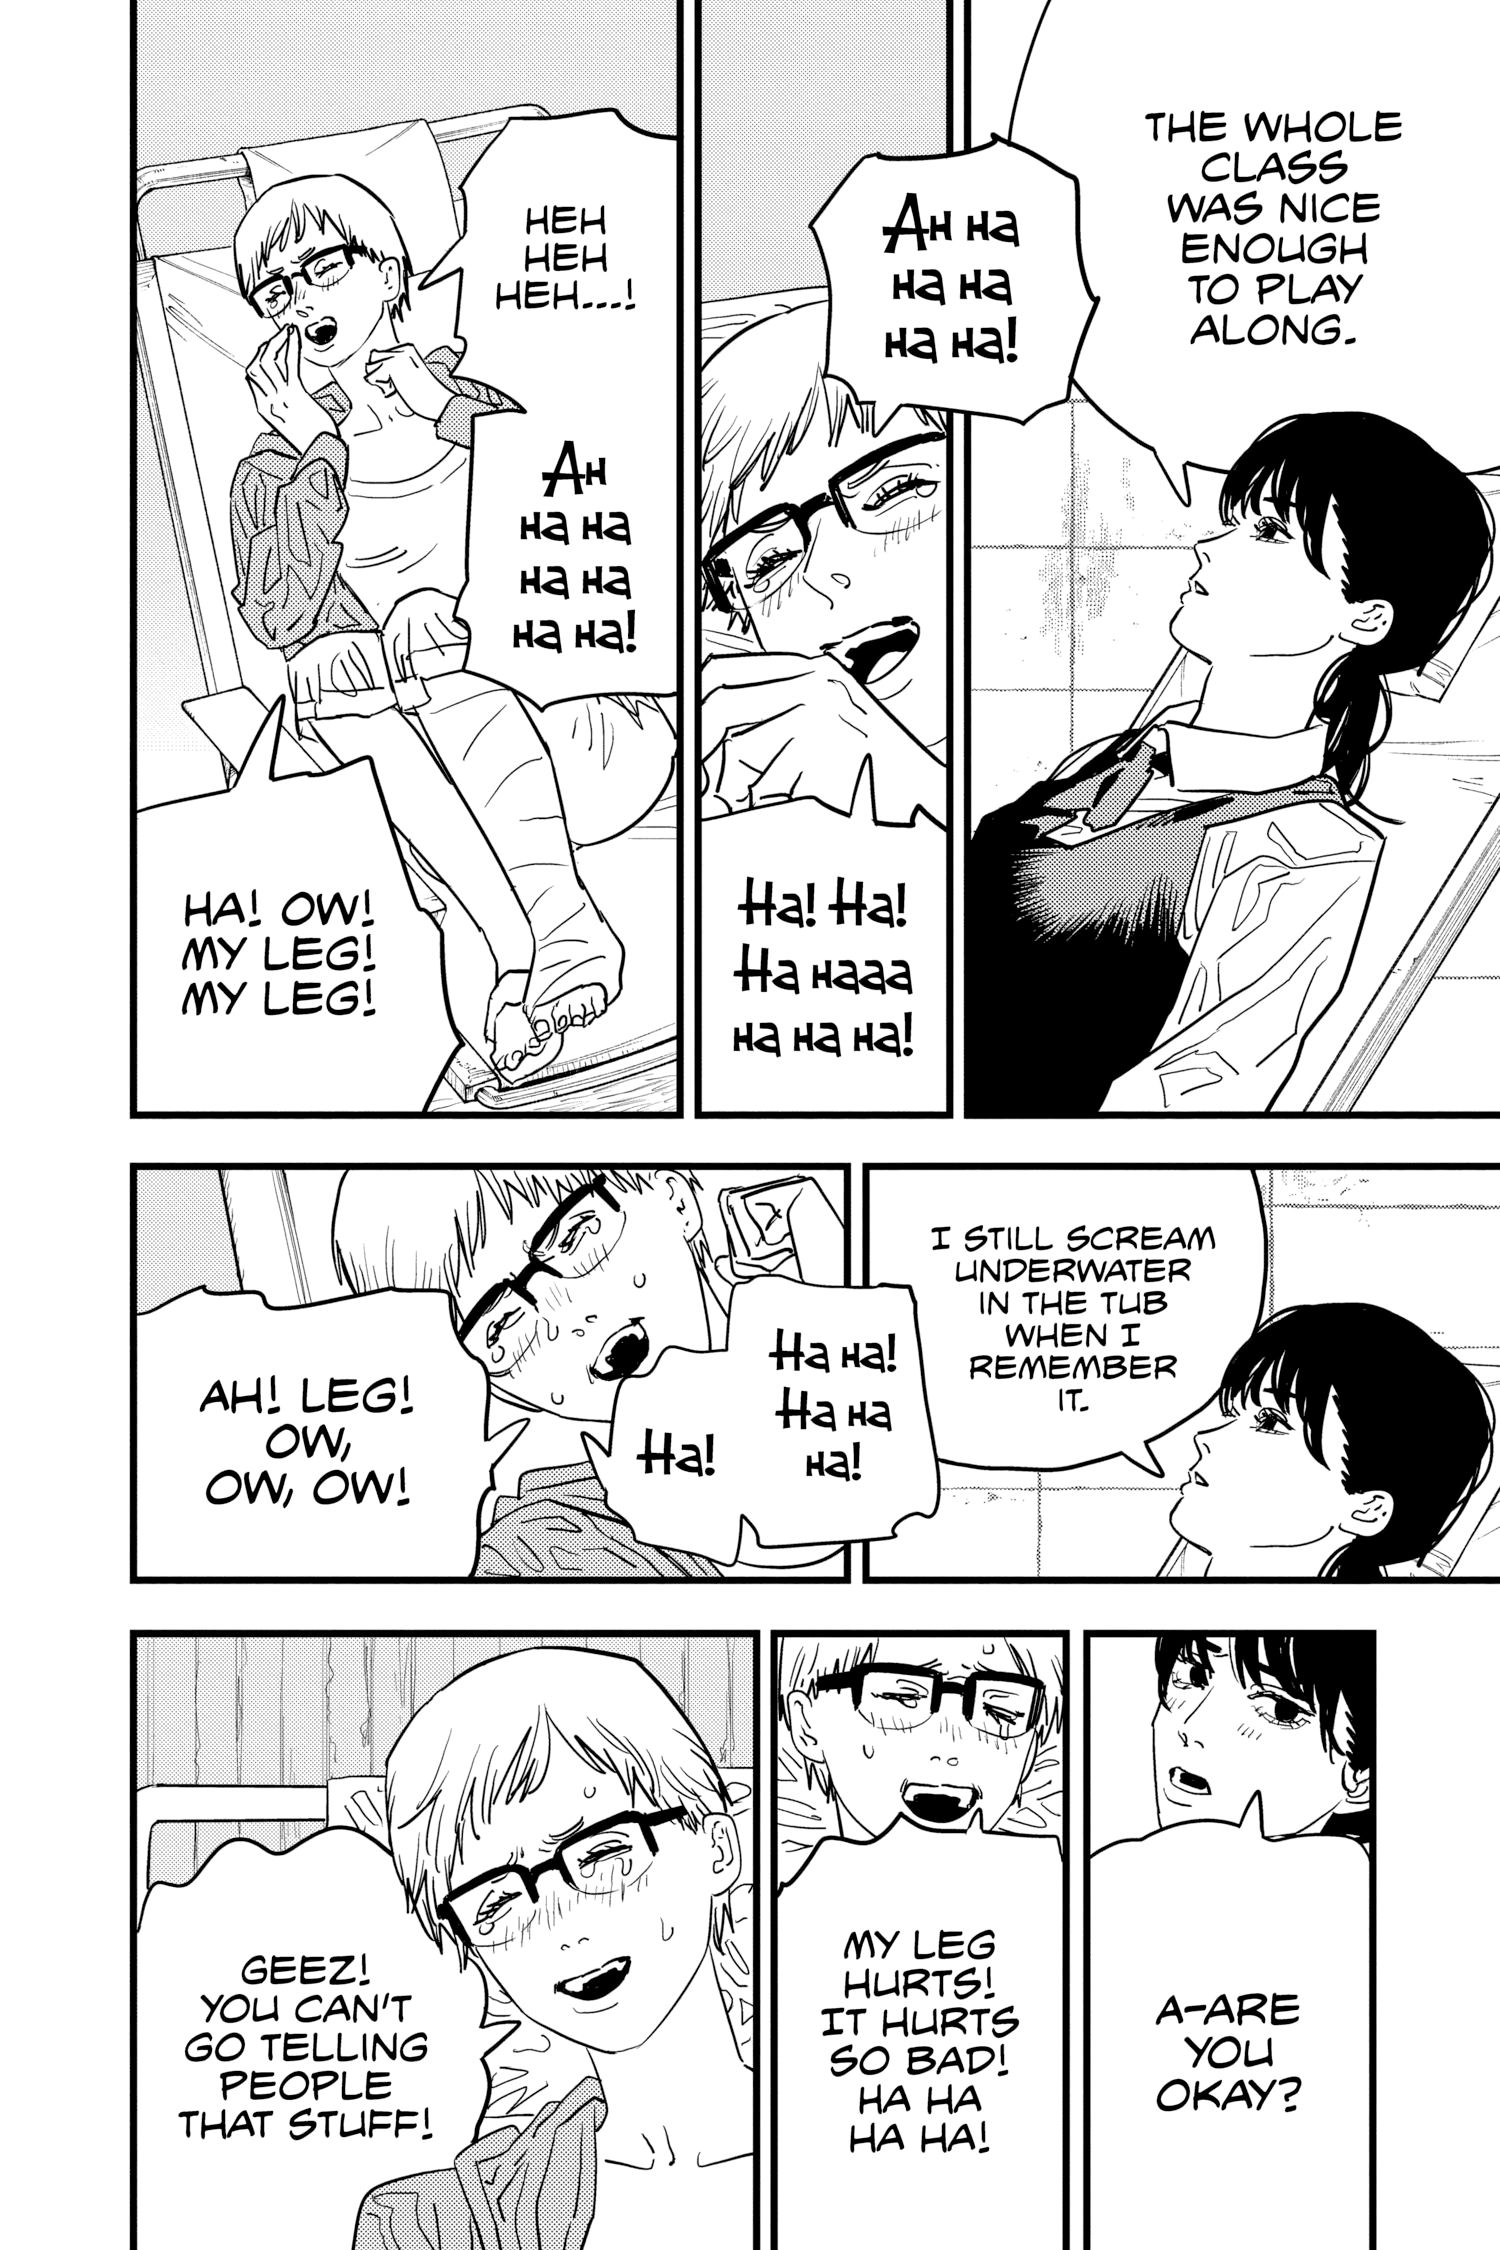 THE WHOLE
CLASS
WAS NICE
ENOUGH
TO PLAY
ALONG.
AH HA
HA HA
HA HA!
HA! HA!
HA HAAA
HA HA HA!
HEH
HEH
HEH...!
AH
HA HA
HA HA
HA HA!
HA! OW!
MY LEG!
MY LEG!
I STILL SCREAM
UNDERWATER
IN THE TUB
WHEN I
REMEMBER
IT.
HA HA!
HA HA
HA!
HA!
AH! LEG!
OW,
OW, OW!
A-ARE
YOU
OKAY?
MY LEG
HURTS!
IT HURTS
SO BAD!
HA HA
HA HA!
GEEZ!
YOU CAN'T
GO TELLING
PEOPLE
THAT STUFF!